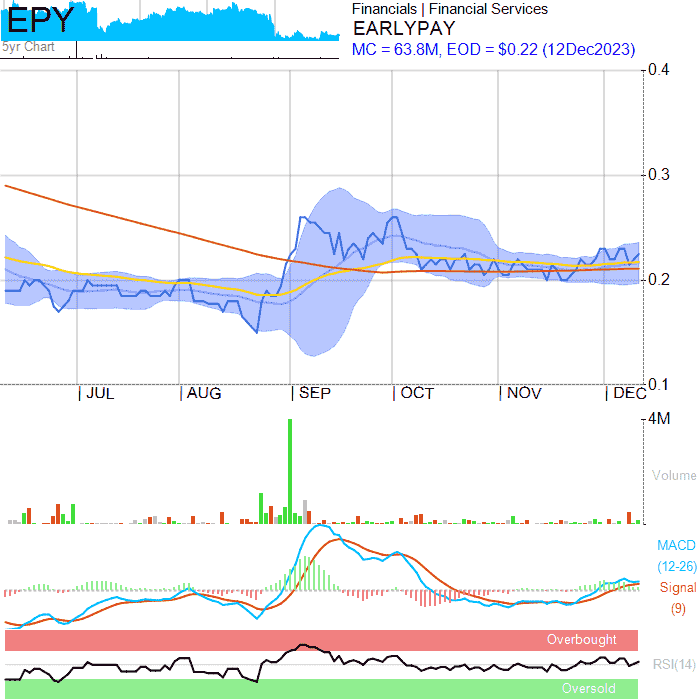 EPY
5yr Chart
Financials | Financial Services
EARLYPAY
MC = 63.8M, EOD = $0.22 (12Dec2023)
0.4
0.3
0.2
0.1
JUL
AUG
SEP
OCT
NOV
DEC
4M
Volume
MACD
(12-26)
Signal
(9)
Overbought
RSI(14)
Oversold